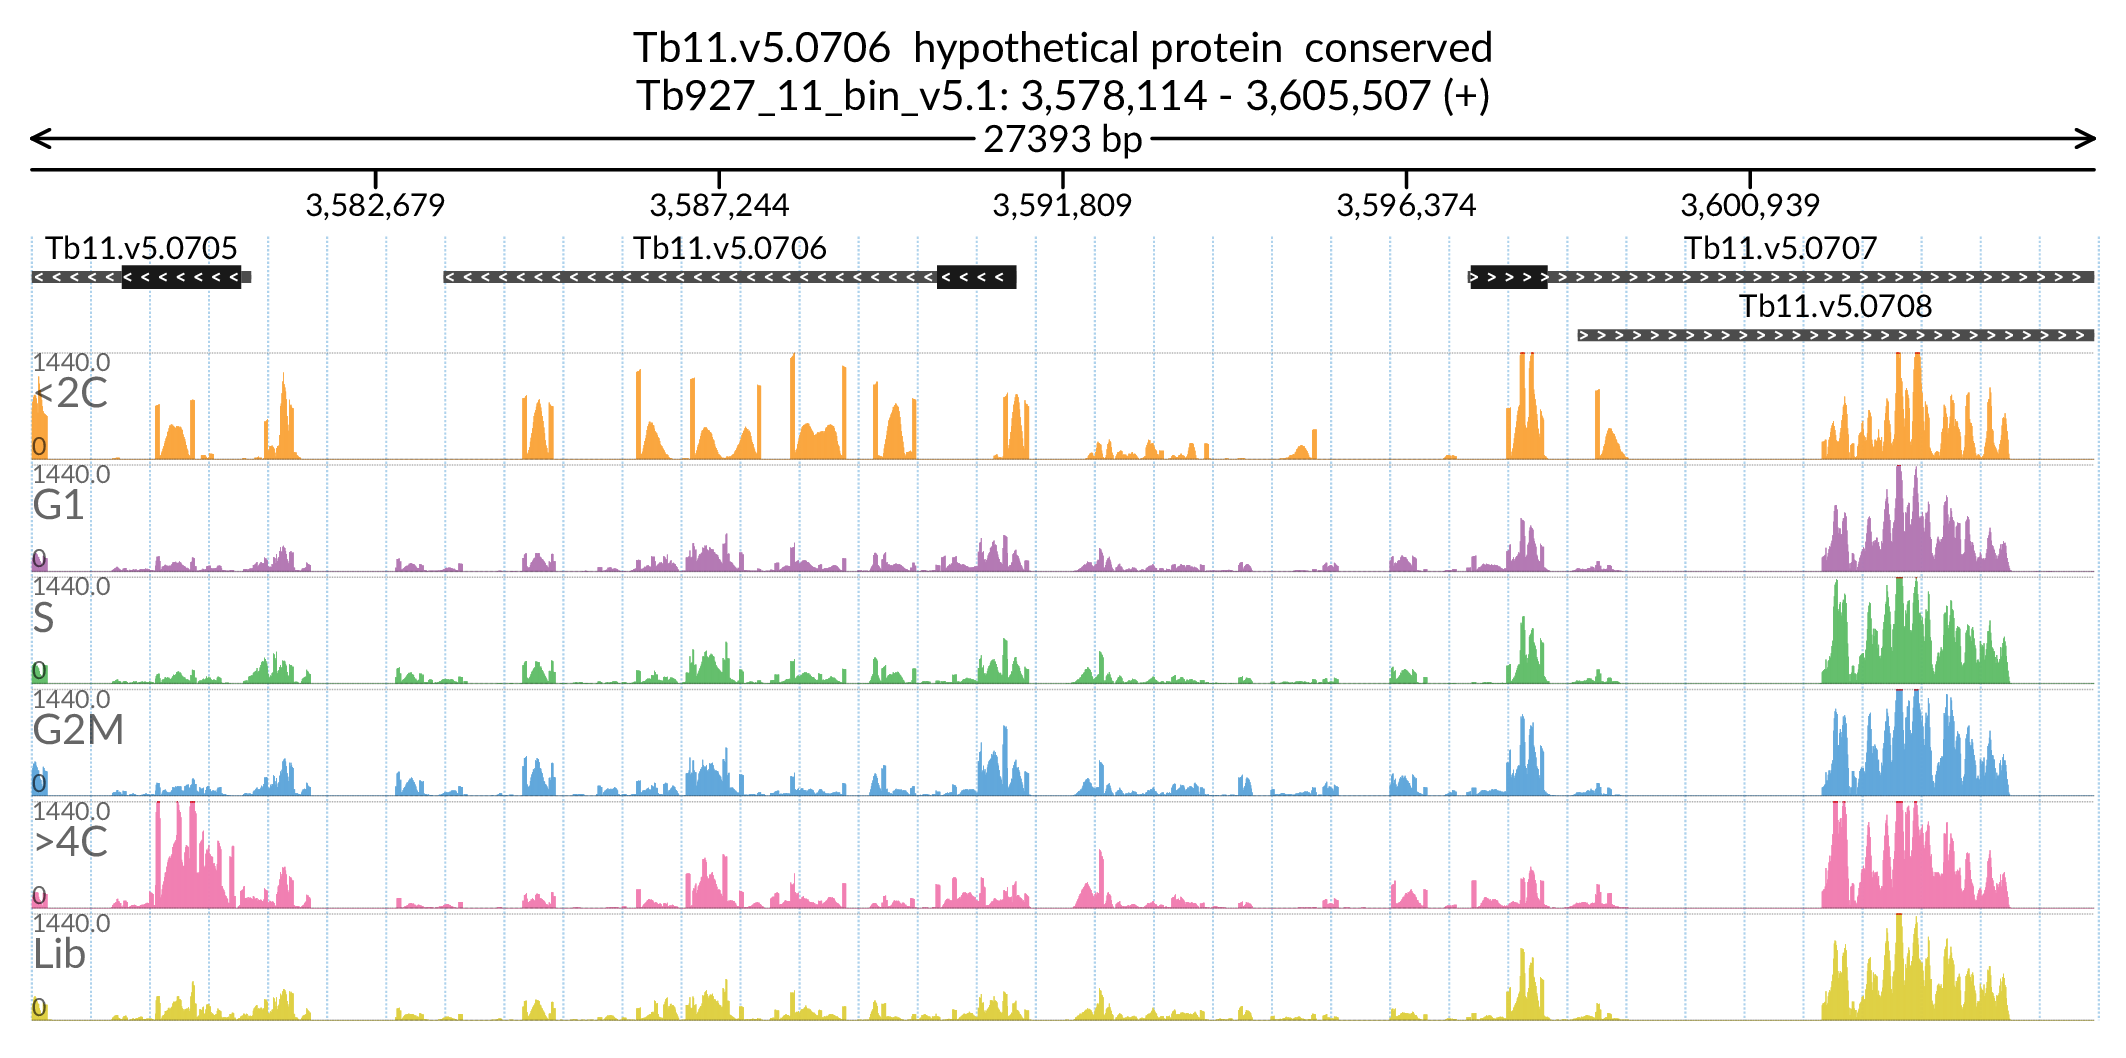 Tb11.v5.0706  hypothetical protein  conserved
Tb927_11_bin_v5.1: 3,578,114 - 3,605,507 (+)
27393 bp
3,582,679 3,587,244 3,591,809 3,596,374 3,600,939
Tb11.v5.0705 Tb11.v5.0706 Tb11.v5.0707
Tb11.v5.0708
1440.0
<2C
0
1440.0
G1
0
1440.0
S
0
1440.0
G2M
0
1440.0
>4C
0
1440.0
Lib
0